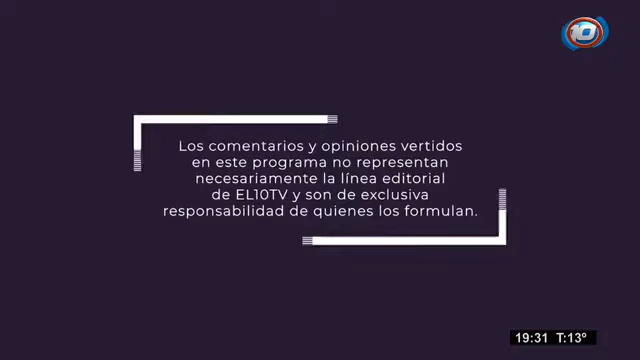 10
Los comentarios y opiniones vertidos
en este programa no representan
necesariamente la línea editorial
de EL10TV y son de exclusiva
responsabilidad de quienes los formulan.
19:31 T:13°